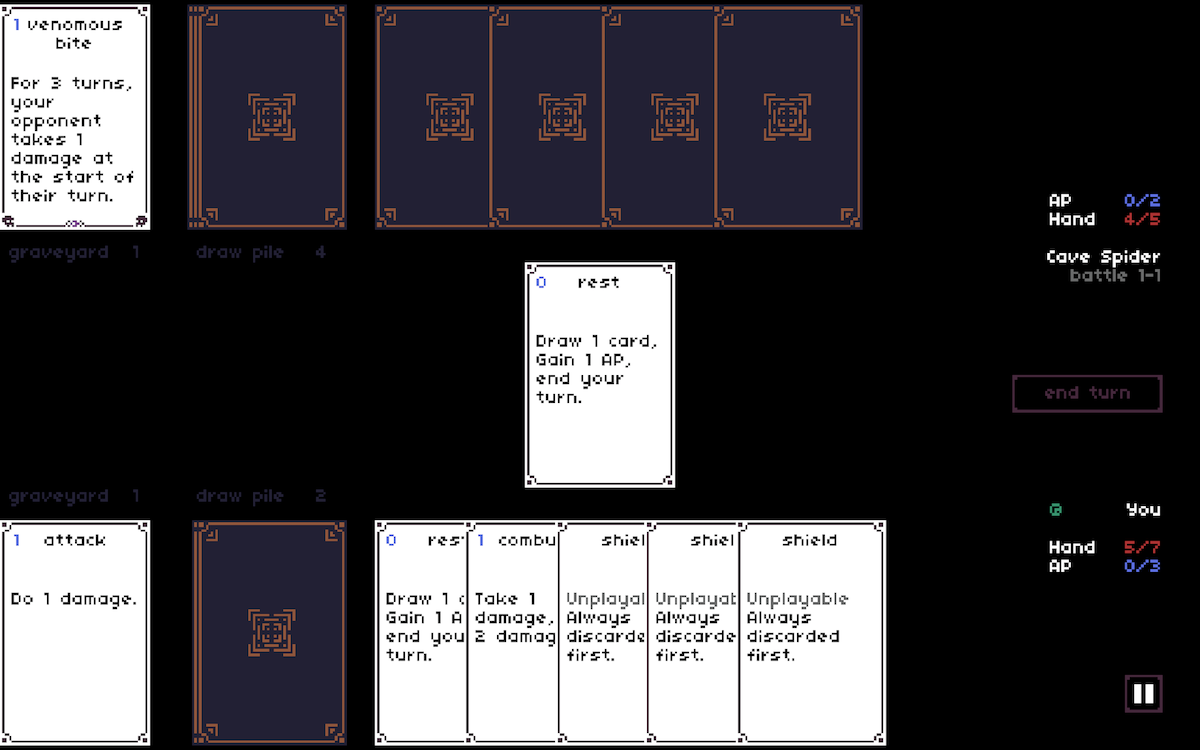 1 venomous
bite
For 3 turns,
your
opponent
takes 1
damage at
the start of
their turn.
graveyard 1
draw pile 4
AP 0/2
Hand 4/5
Cave Spider
battle 1-1
0 rest
Draw 1 card,
Gain 1 AP,
end your
turn.
end turn
graveyard 1
draw pile 2
@ You
Hand 5/7
AP 0/3
1 attack
Do 1 damage.
0 rest
Draw 1 c
Gain 1 A
end you
turn.
1 combu
Take 1
damage,
2 damag
shiel
Unplayal
Always
discarde
first.
shiel
Unplayat
Always
discarde
first.
shield
Unplayable
Always
discarded
first.